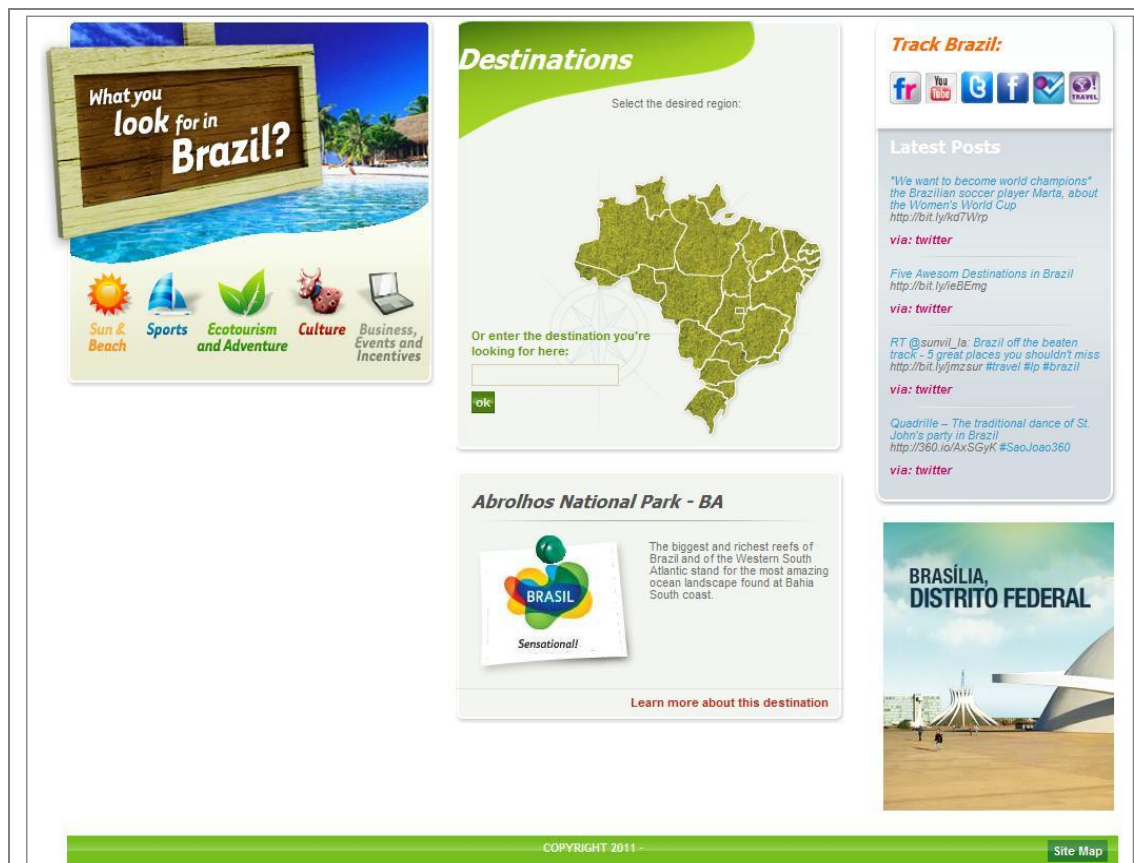 What you
look for in
Brazil?
Sun &
Beach
Sports
Ecotourism
and Adventure
Culture
Business,
Events and
Incentives
Destinations
Select the desired region:
Or enter the destination you're
looking for here:
ok
Abrolhos National Park - BA
BRASIL
Sensational!
The biggest and richest reefs of
Brazil and of the Western South
Atlantic stand for the most amazing
ocean landscape found at Bahia
South coast.
Learn more about this destination
Track Brazil:
fr
You
Tube
t
f
Y!
TRAVEL
Latest Posts
"We want to become world champions"
the Brazilian soccer player Marta, about
the Women's World Cup
http://bit.ly/kd7Wrp
via: twitter
Five Awesom Destinations in Brazil
http://bit.ly/ieBEmg
via: twitter
RT @sunvil_la: Brazil off the beaten
track - 5 great places you shouldn't miss
http://bit.ly/jmzsur #travel #lp #brazil
via: twitter
Quadrille – The traditional dance of St.
John's party in Brazil
http://360.io/AxSGyK #SaoJoao360
via: twitter
BRASÍLIA,
DISTRITO FEDERAL
COPYRIGHT 2011 -
Site Map